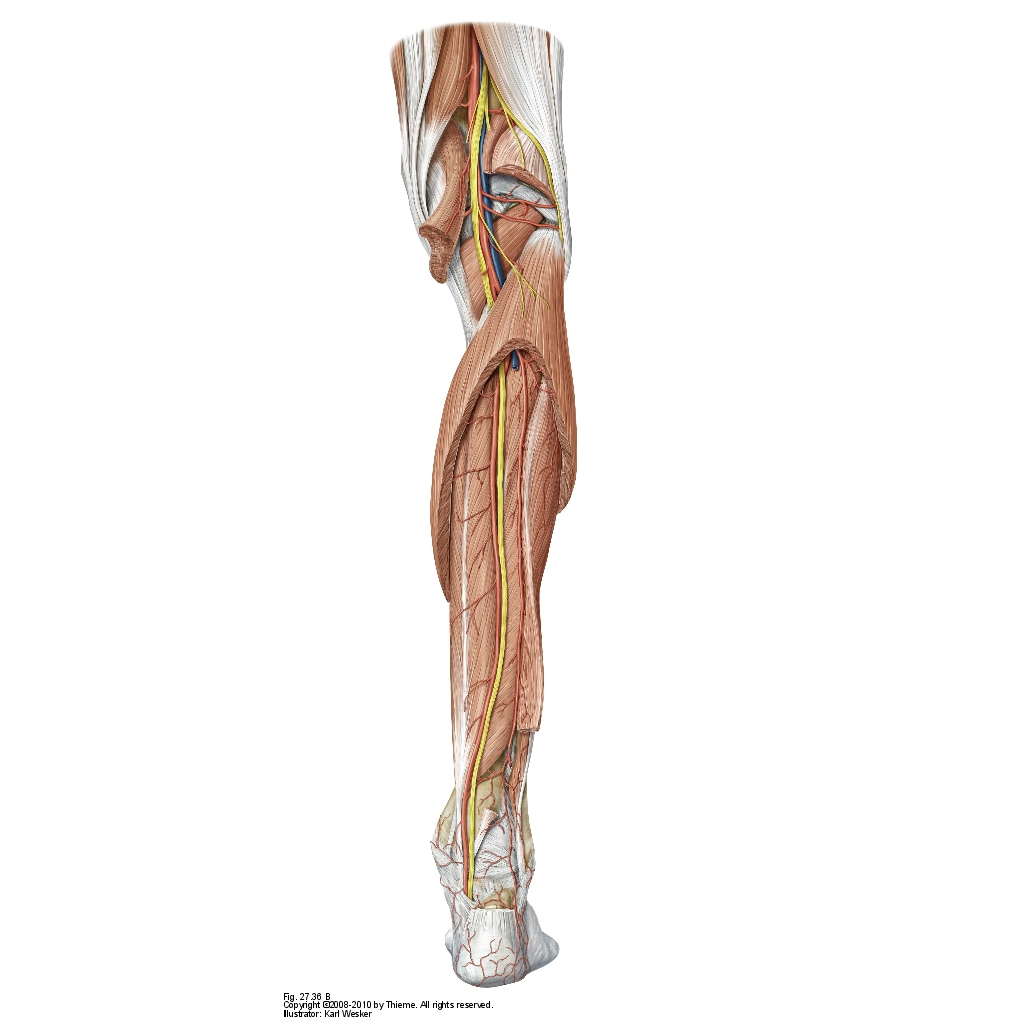 Fig. 27.36 B
Copyright ©2008-2010 by Thieme. All rights reserved.
Illustrator: Karl Wesker